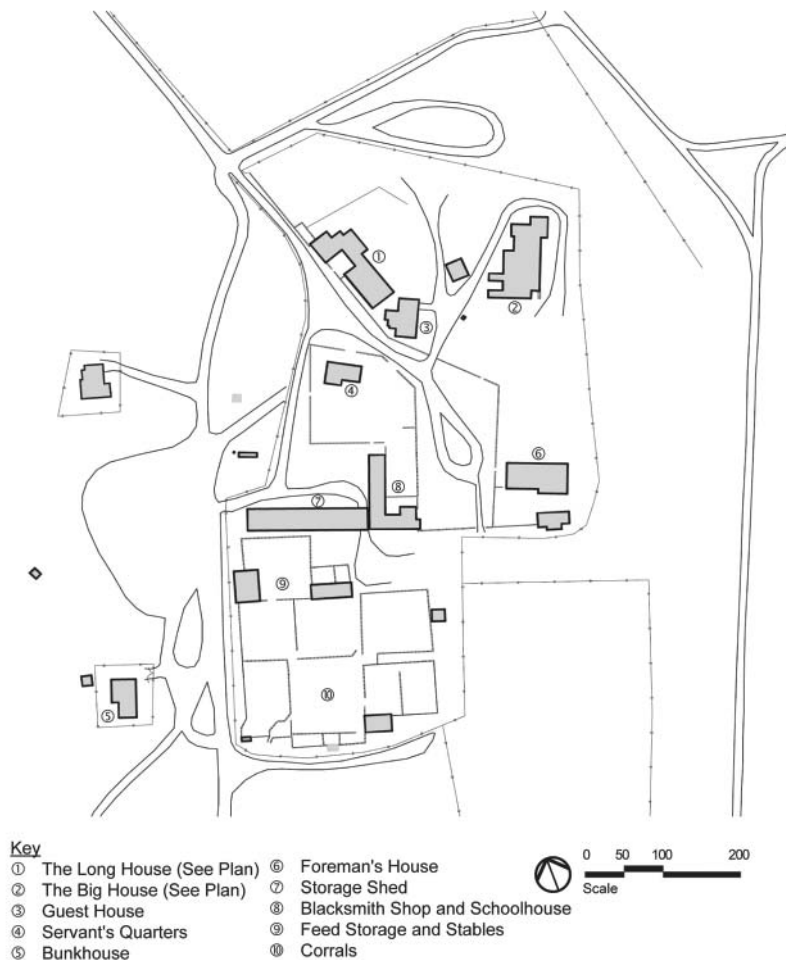 ①
②
③
④
⑥
⑧
⑦
⑨
⑩
⑤
Key
① The Long House (See Plan)
② The Big House (See Plan)
③ Guest House
④ Servant's Quarters
⑤ Bunkhouse
⑥ Foreman's House
⑦ Storage Shed
⑧ Blacksmith Shop and Schoolhouse
⑨ Feed Storage and Stables
⑩ Corrals
0 50 100 200
Scale